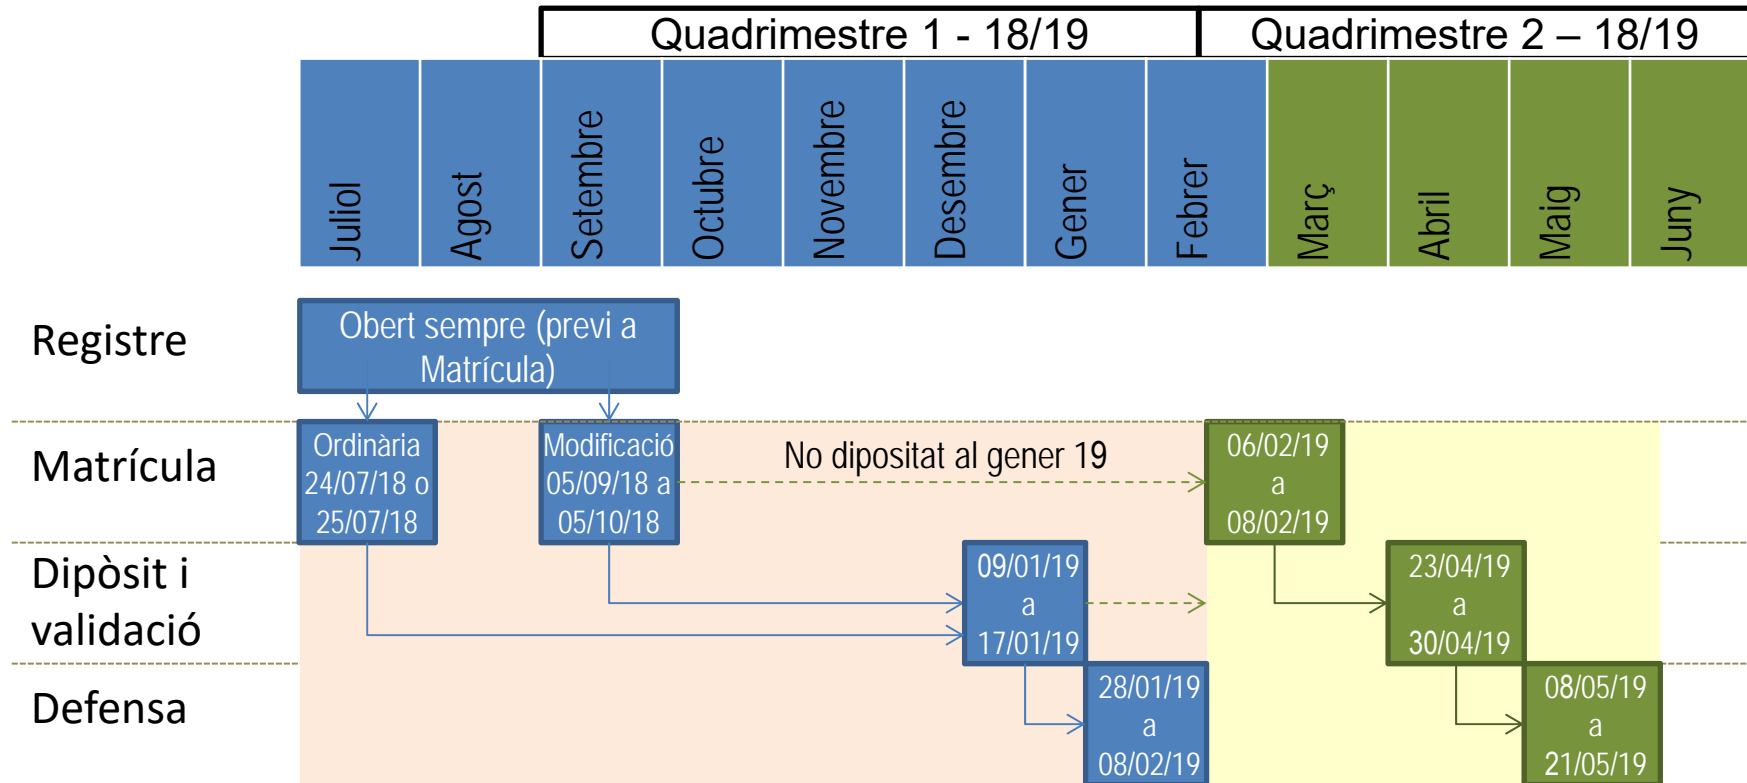 Quadrimestre 1 - 18/19
Quadrimestre 2 – 18/19
Juliol
Agost
Setembre
Octubre
Novembre
Desembre
Gener
Febrer
Març
Abril
Maig
Juny
Registre
Obert sempre (previ a
Matrícula)
Matrícula
Ordinària
24/07/18 o
25/07/18
Modificació
05/09/18 a
05/10/18
No dipositat al gener 19
06/02/19
a
08/02/19
Dipòsit i
validació
09/01/19
a
17/01/19
23/04/19
a
30/04/19
Defensa
28/01/19
a
08/02/19
08/05/19
a
21/05/19